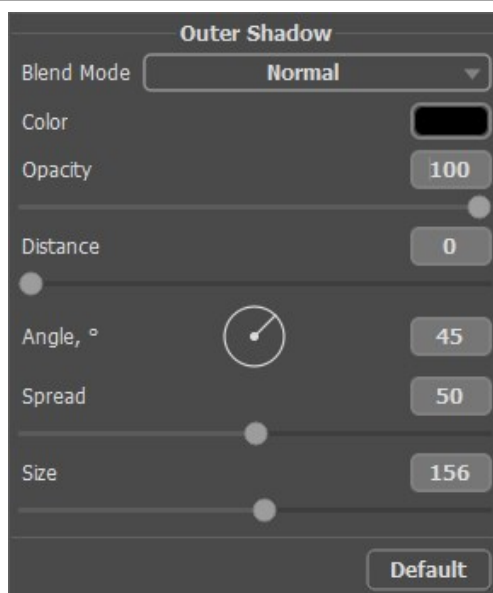 Outer Shadow
Blend Mode Normal
Color
Opacity 100
Distance 0
Angle, ° 45
Spread 50
Size 156
Default